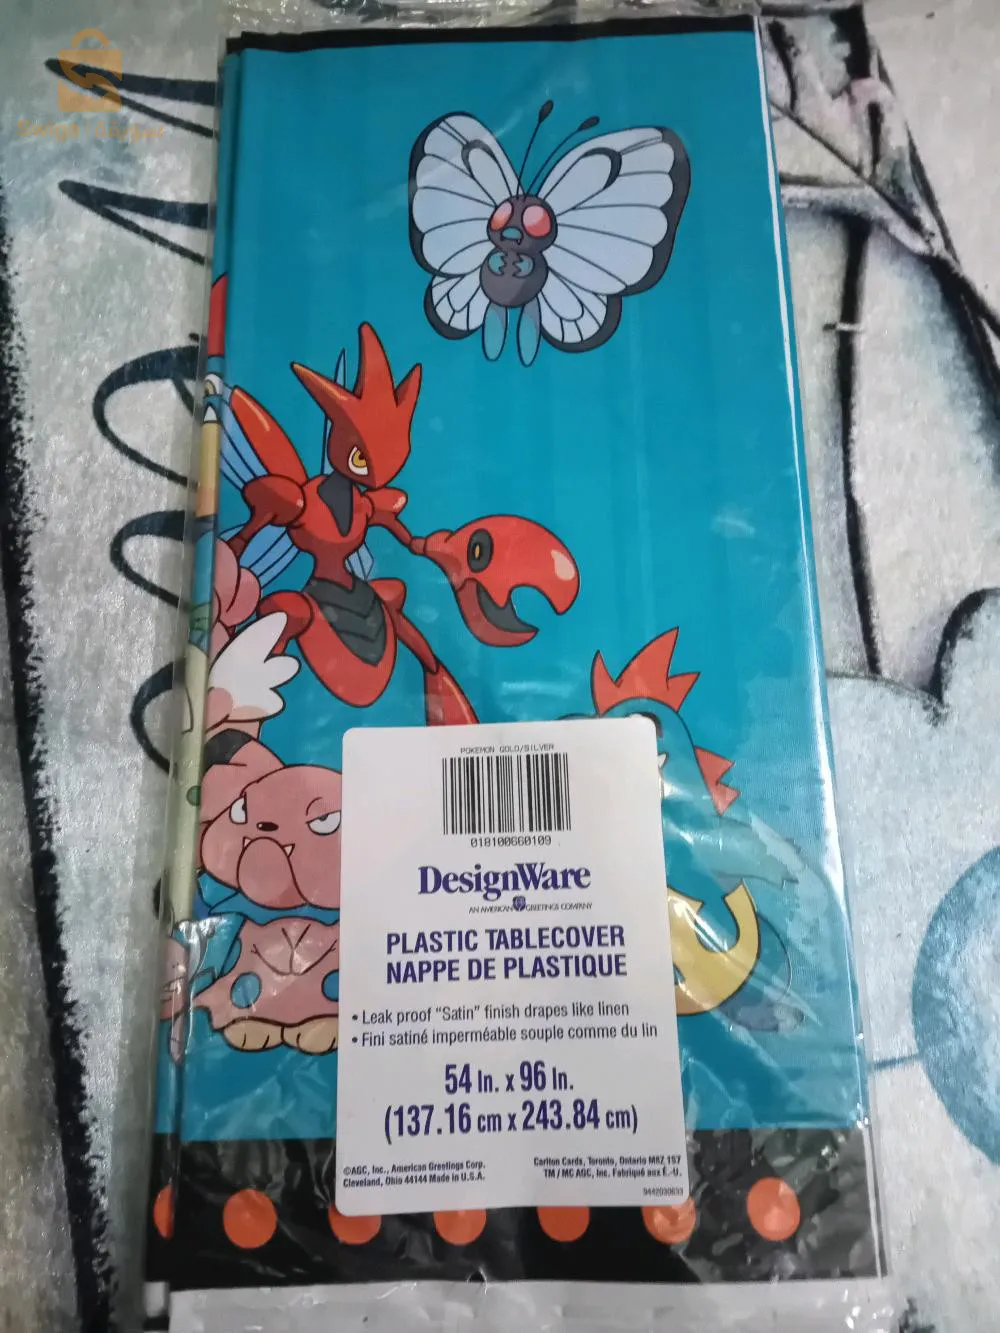 POKEMON GOLD/SILVER
018100660109
DesignWare
AN AMERICAN GREETINGS COMPANY
PLASTIC TABLECOVER
NAPPE DE PLASTIQUE
• Leak proof “Satin” finish drapes like linen
• Fini satiné imperméable souple comme du lin
54 In. x 96 In.
(137.16 cm x 243.84 cm)
©AGC, Inc., American Greetings Corp.
Cleveland, Ohio 44144 Made in U.S.A.
Carlton Cards, Toronto, Ontario M8Z 1S7
TM / MC AGC, Inc. Fabriqué aux É.-U.